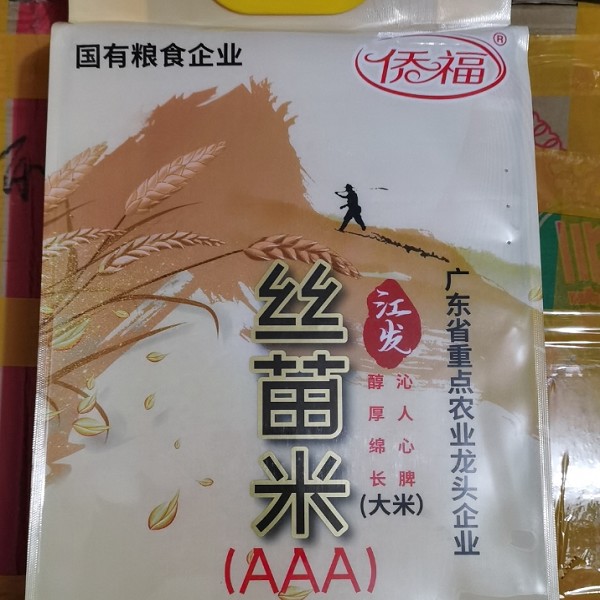 国有粮食企业
侨福®
丝苗米
江发
沁人心脾
醇厚绵长
(大米)
(AAA)
广东省重点农业龙头企业